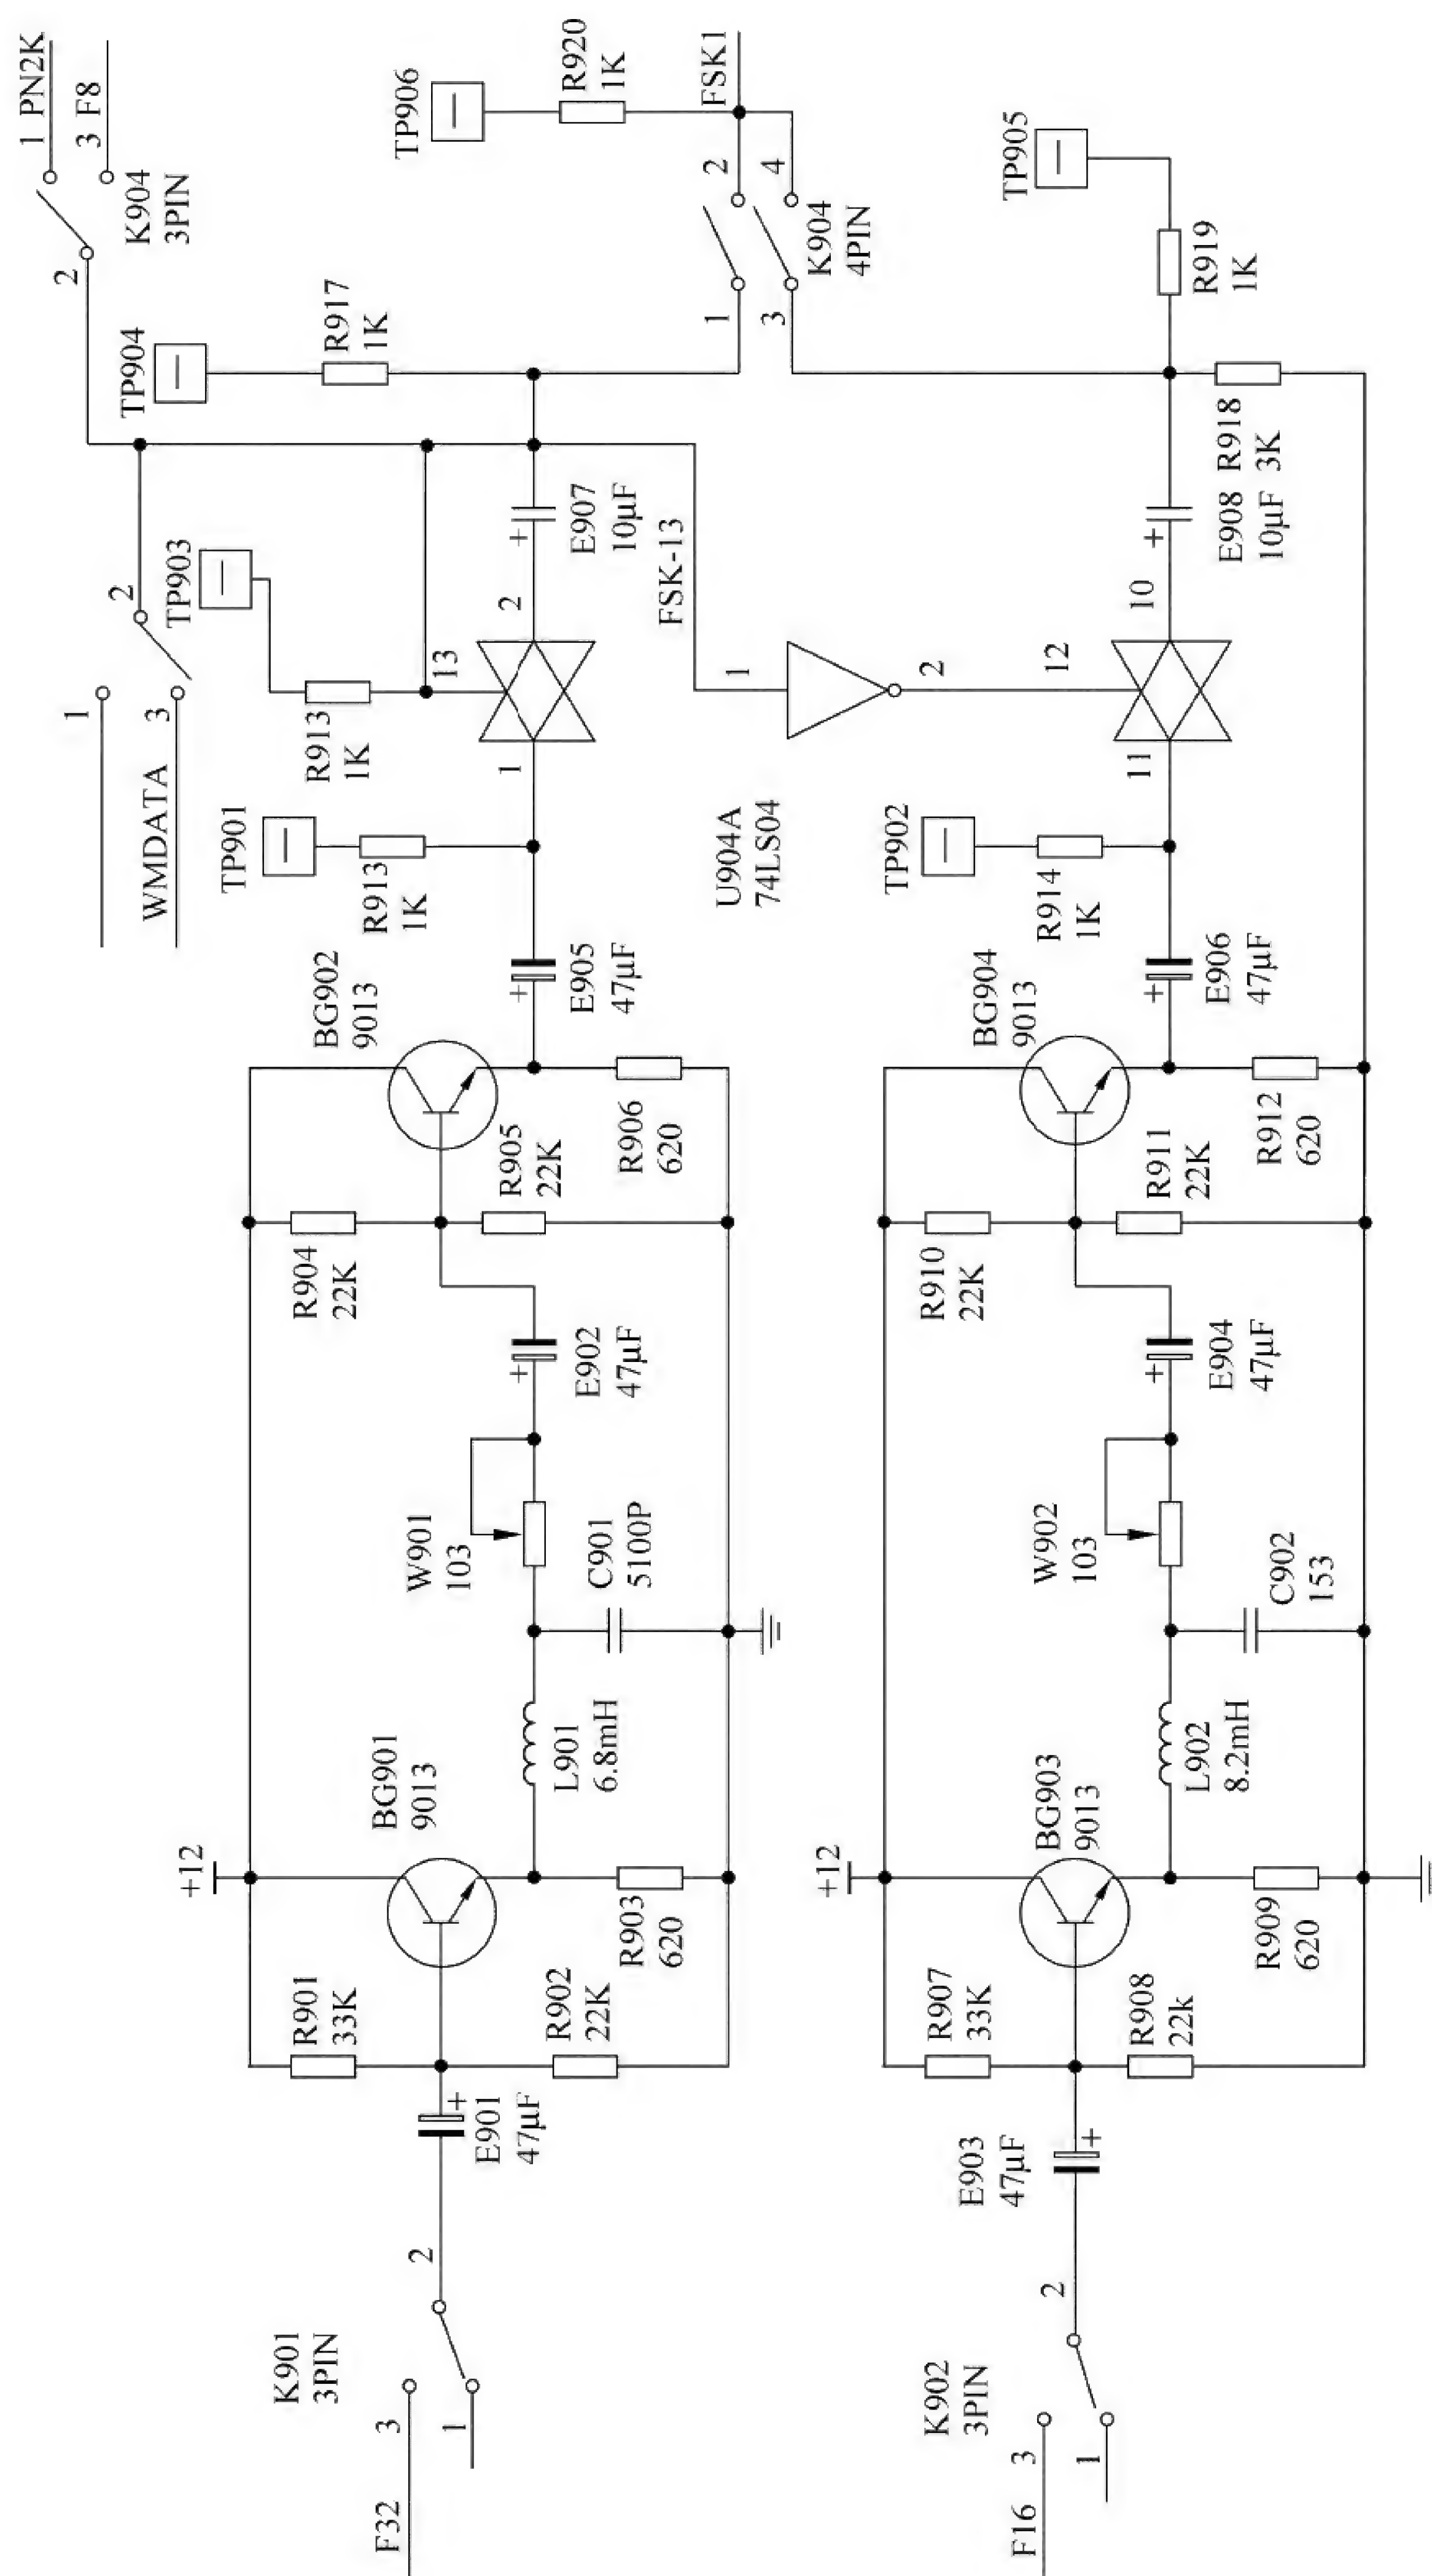 1 PN2K
3 F8
2
K904
3PIN
TP906
R920
1K
FSK1
2
4
K904
4PIN
1
3
TP905
R919
1K
TP904
R917
1K
1
WMDATA
3
2
TP903
R913
1K
13
2
1
+
E907
10μF
FSK-13
1
2
U904A
74LS04
12
10
11
+
E908
10μF
R918
3K
TP901
R913
1K
TP902
R914
1K
BG902
9013
+
E905
47μF
R904
22K
R905
22K
R906
620
+
E902
47μF
W901
103
C901
5100P
L901
6.8mH
BG901
9013
+12
R901
33K
R902
22K
R903
620
+
E901
47μF
K901
3PIN
2
3
1
F32
BG904
9013
+
E906
47μF
R910
22K
R911
22K
R912
620
+
E904
47μF
W902
103
C902
153
L902
8.2mH
BG903
9013
+12
R907
33K
R908
22k
R909
620
+
E903
47μF
K902
3PIN
2
3
1
F16